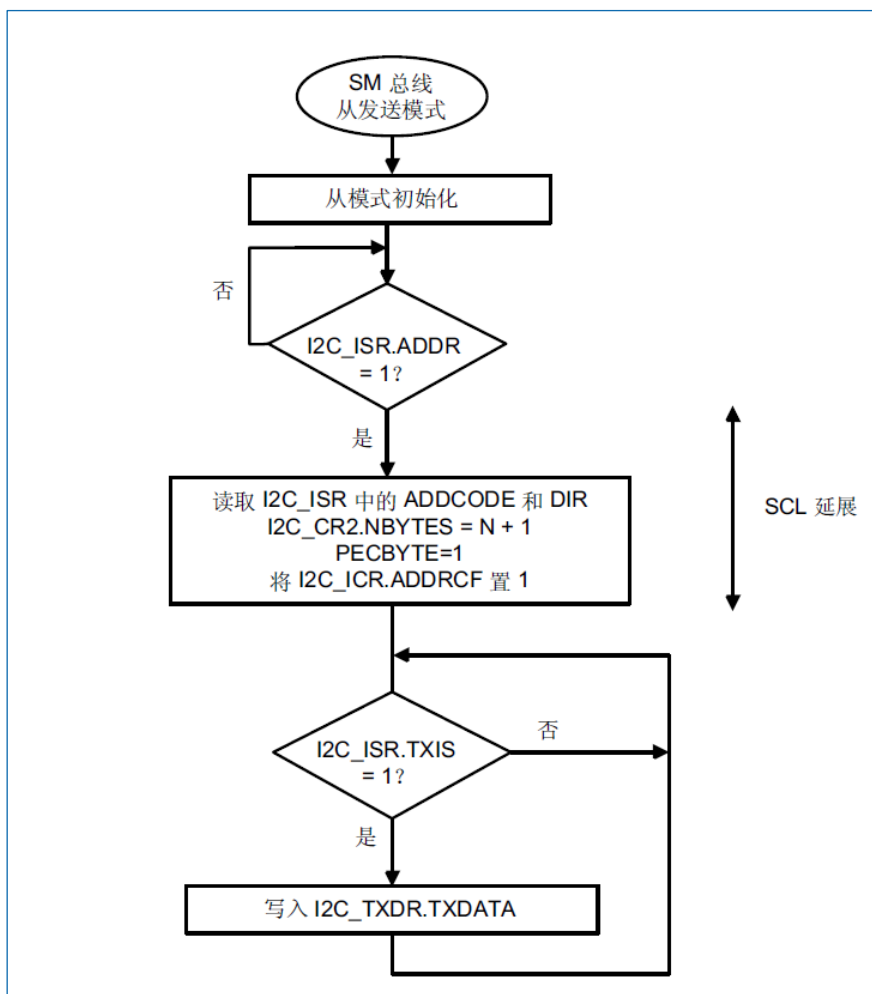 SM 总线
从发送模式
从模式初始化
否
I2C_ISR.ADDR
= 1?
是
读取 I2C_ISR 中的 ADDCODE 和 DIR
I2C_CR2.NBYTES = N + 1
PECBYTE=1
将 I2C_ICR.ADDRCF 置 1
SCL 延展
I2C_ISR.TXIS
= 1?
否
是
写入 I2C_TXDR.TXDATA